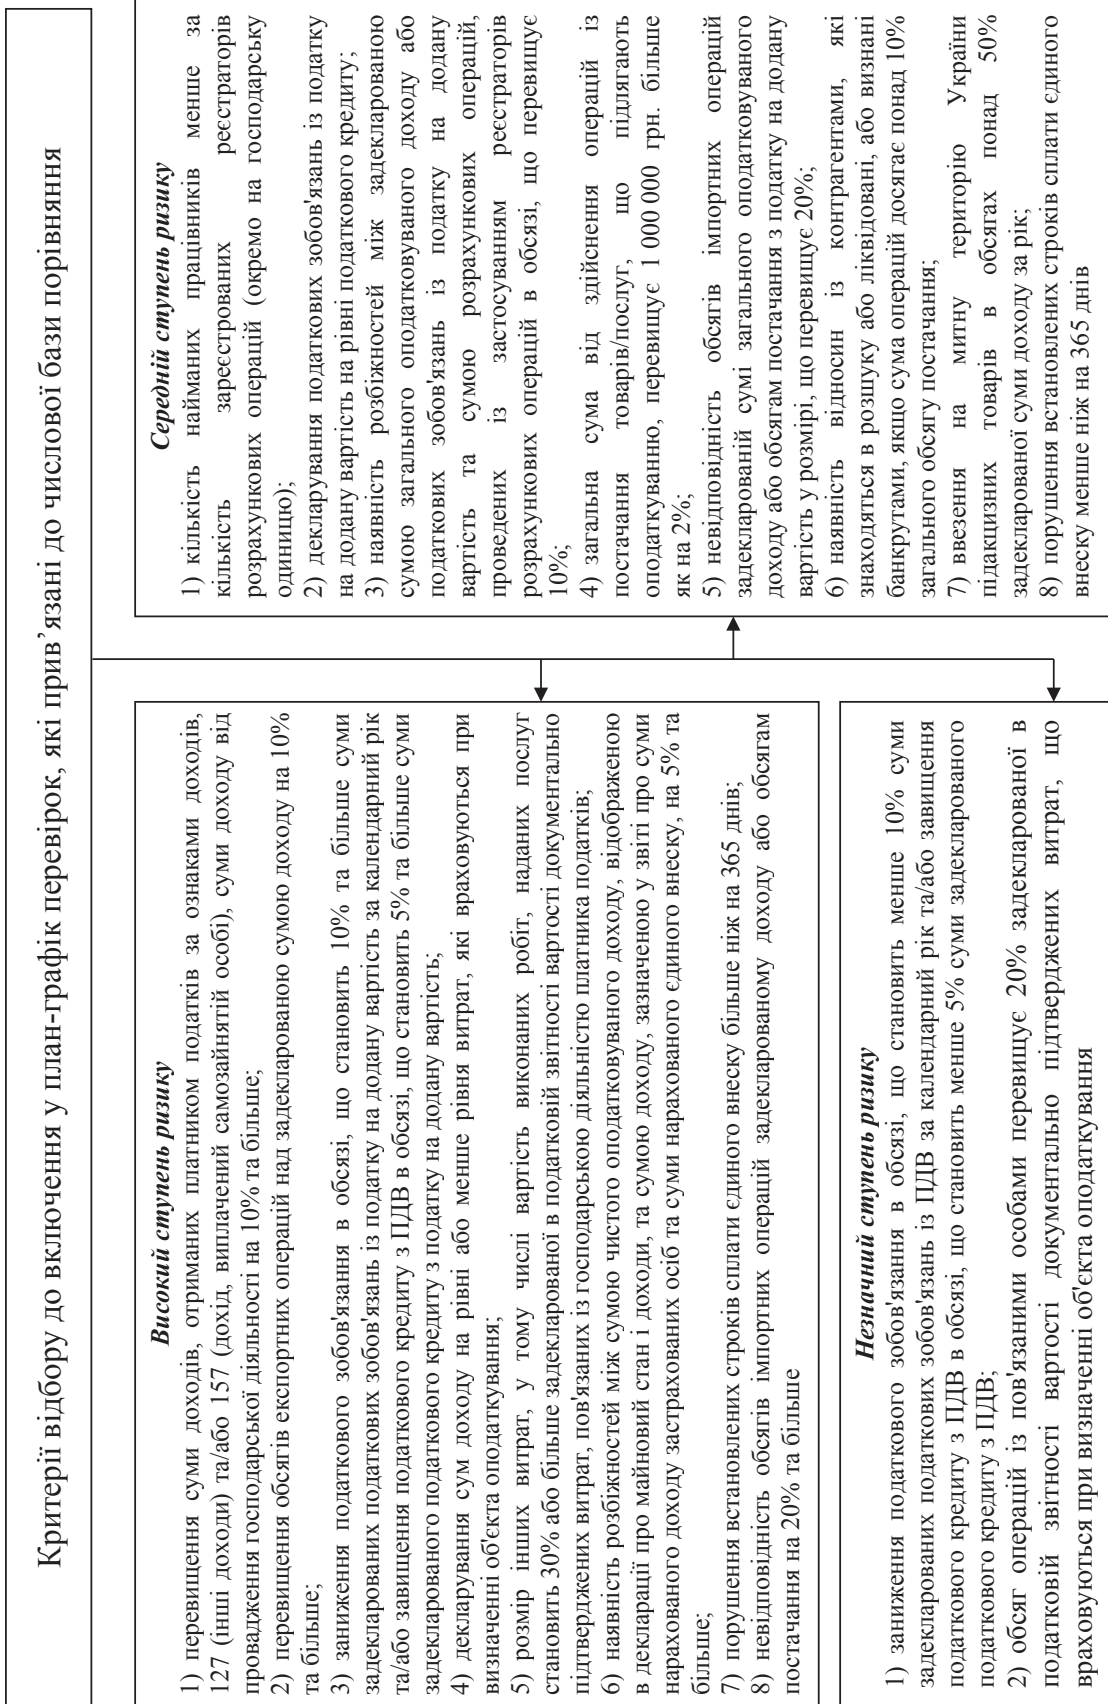 Критерії відбору до включення у план-графік перевірок, які прив’язані до числової бази порівняння
Високий ступень ризику
1) перевищення суми доходів, отриманих платником податків за ознаками доходів,
127 (інші доходи) та/або 157 (дохід, виплачений самозайнятій особі), суми доходу від
провадження господарської діяльності на 10% та більше;
2) перевищення обсягів експортних операцій над задекларованою сумою доходу на 10%
та більше;
3) заниження податкового зобов'язання в обсязі, що становить 10% та більше суми
задекларованих податкових зобов'язань із податку на додану вартість за календарний рік
та/або завищення податкового кредиту з ПДВ в обсязі, що становить 5% та більше суми
задекларованого податкового кредиту з податку на додану вартість;
4) декларування сум доходу на рівні або менше рівня витрат, які враховуються при
визначенні об'єкта оподаткування;
5) розмір інших витрат, у тому числі вартість виконаних робіт, наданих послуг
становить 30% або більше задекларованої в податковій звітності вартості документально
підтверджених витрат, пов'язаних із господарською діяльністю платника податків;
6) наявність розбіжностей між сумою чистого оподатковуваного доходу, відображеною
в декларації про майновий стан і доходи, та сумою доходу, зазначеною у звіті про суми
нарахованого доходу застрахованих осіб та суми нарахованого єдиного внеску, на 5% та
більше;
7) порушення встановлених строків сплати єдиного внеску більше ніж на 365 днів;
8) невідповідність обсягів імпортних операцій задекларованому доходу або обсягам
постачання на 20% та більше
Середній ступень ризику
1) кількість найманих працівників менше за
кількість зареєстрованих реєстраторів
розрахункових операцій (окремо на господарську
одиницю);
2) декларування податкових зобов'язань із податку
на додану вартість на рівні податкового кредиту;
3) наявність розбіжностей між задекларованою
сумою загального оподатковуваного доходу або
податкових зобов'язань із податку на додану
вартість та сумою розрахункових операцій,
проведених із застосуванням реєстраторів
розрахункових операцій в обсязі, що перевищує
10%;
4) загальна сума від здійснення операцій із
постачання товарів/послуг, що підлягають
оподаткуванню, перевищує 1 000 000 грн. більше
як на 2%;
5) невідповідність обсягів імпортних операцій
задекларованій сумі загального оподатковуваного
доходу або обсягам постачання з податку на додану
вартість у розмірі, що перевищує 20%;
6) наявність відносин із контрагентами, які
знаходяться в розшуку або ліквідовані, або визнані
банкрутами, якщо сума операцій досягає понад 10%
загального обсягу постачання;
7) ввезення на митну територію України
підакцизних товарів в обсягах понад 50%
задекларованої суми доходу за рік;
8) порушення встановлених строків сплати єдиного
внеску менше ніж на 365 днів
Незначний ступень ризику
1) заниження податкового зобов'язання в обсязі, що становить менше 10% суми
задекларованих податкових зобов'язань із ПДВ за календарний рік та/або завищення
податкового кредиту з ПДВ в обсязі, що становить менше 5% суми задекларованого
податкового кредиту з ПДВ;
2) обсяг операцій із пов'язаними особами перевищує 20% задекларованої в
податковій звітності вартості документально підтверджених витрат, що
враховуються при визначенні об'єкта оподаткування